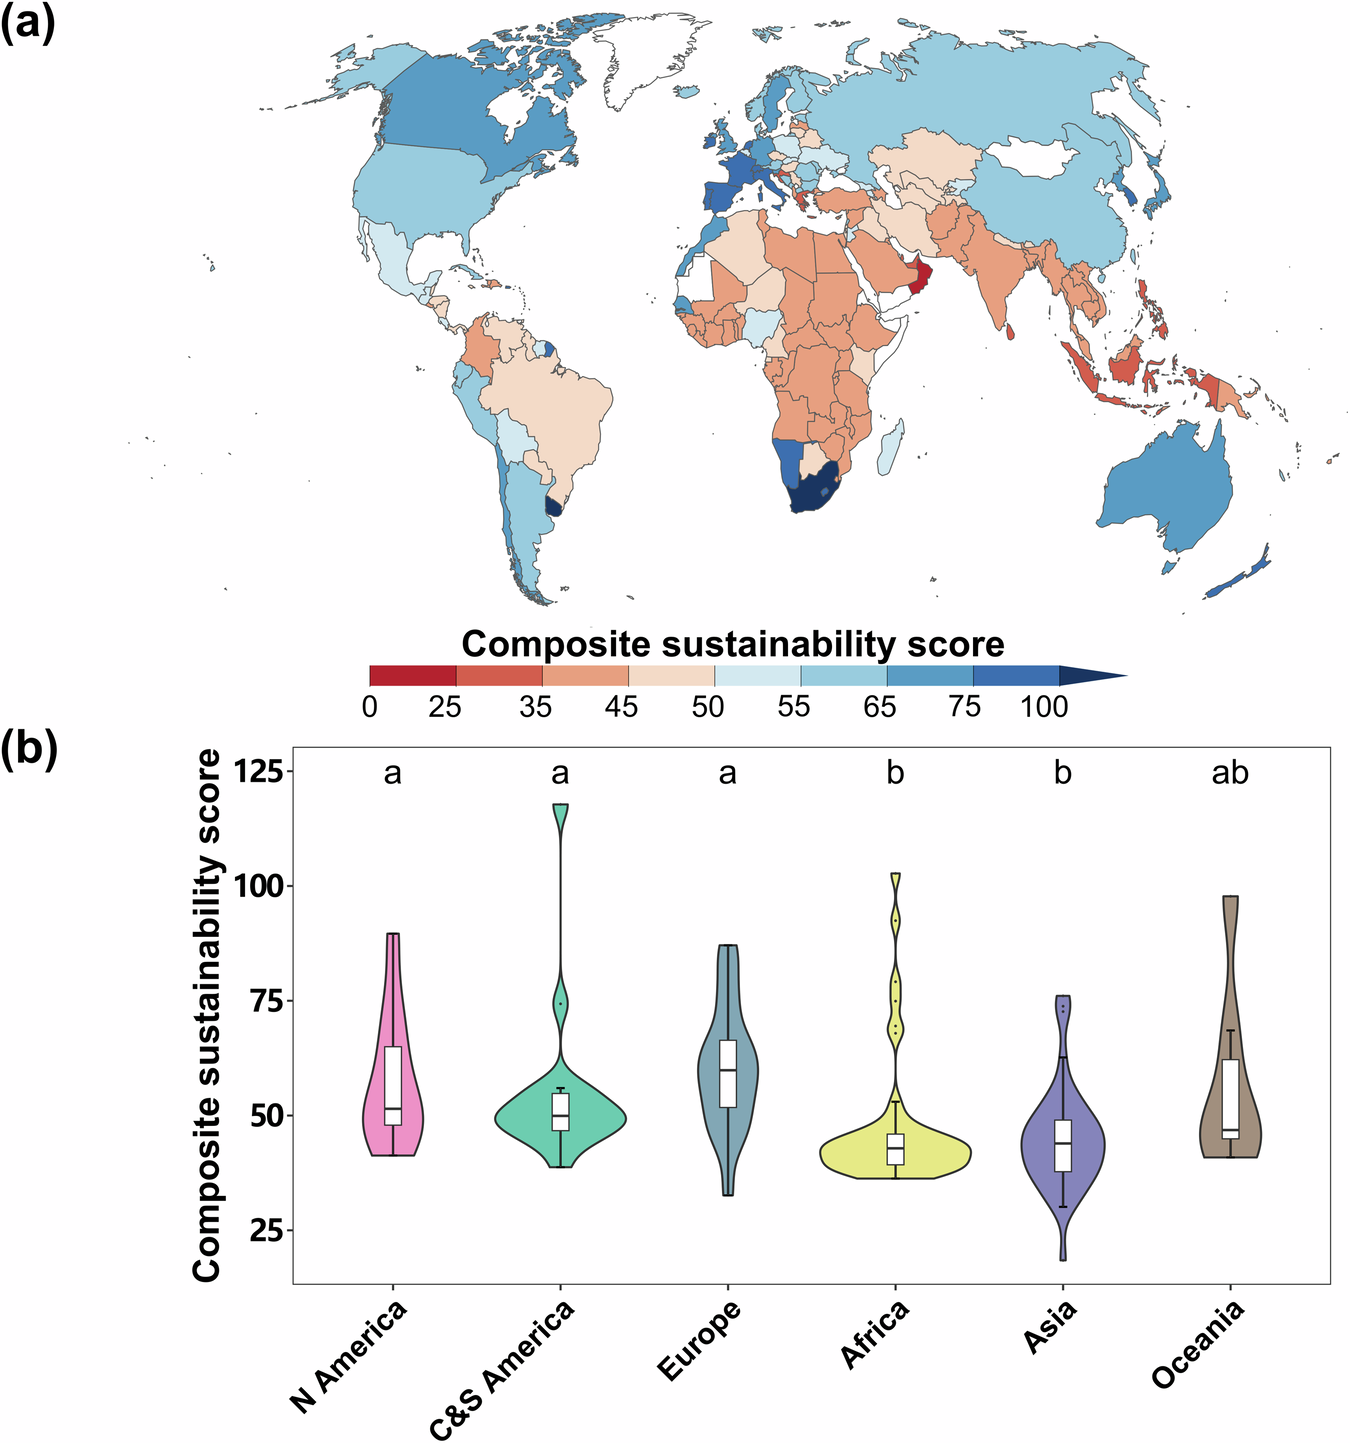 (a)
Composite sustainability score
0 25 35 45 50 55 65 75 100
(b)
Composite sustainability score
125
100
75
50
25
a a a b b ab
N America
C&S America
Europe
Africa
Asia
Oceania